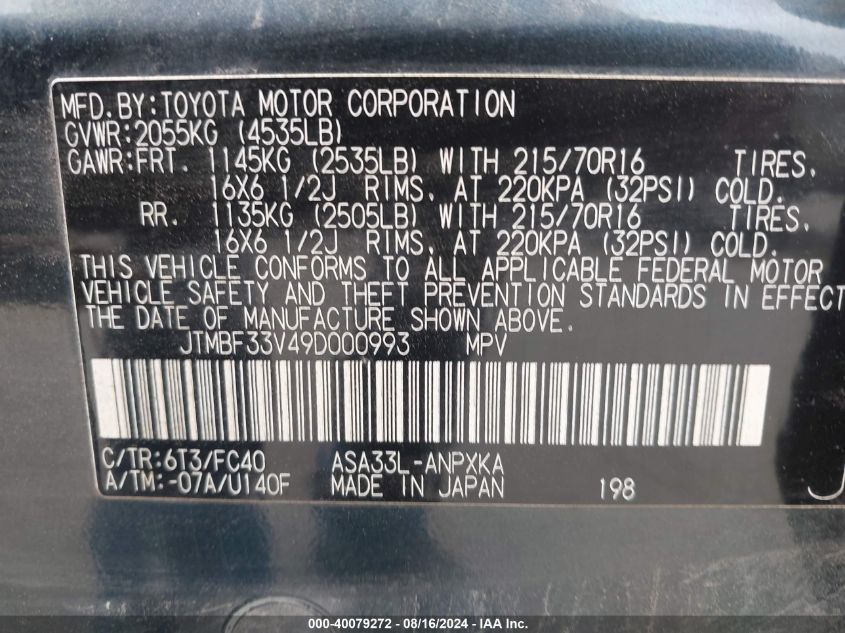 MFD.BY:TOYOTA MOTOR CORPORATION
GVWR:2055KG (4535LB)
GAWR:FRT. 1145KG (2535LB) WITH 215/70R16 TIRES.
16X6 1/2J RIMS. AT 220KPA (32PSI) COLD.
RR. 1135KG (2505LB) WITH 215/70R16 TIRES.
16X6 1/2J RIMS. AT 220KPA (32PSI) COLD.
THIS VEHICLE CONFORMS TO ALL APPLICABLE FEDERAL MOTOR
VEHICLE SAFETY AND THEFT PREVENTION STANDARDS IN EFFECT
THE DATE OF MANUFACTURE SHOWN ABOVE.
JTMBF33V49D000993 MPV
C/TR:6T3/FC40 ASA33L-ANPXKA
A/TM:-07A/U140F MADE IN JAPAN 198 J
000-40079272 - 08/16/2024 - IAA Inc.